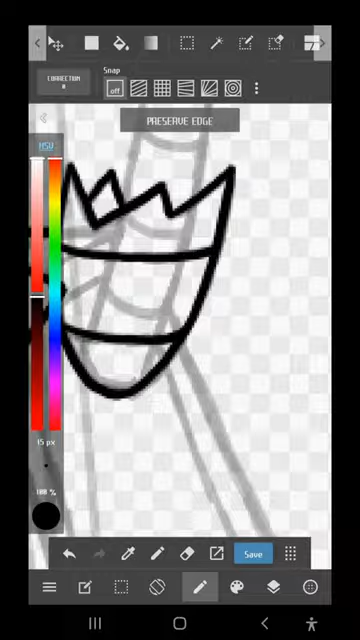 Snap
CORRECTION
off
PRESERVE EDGE
HSV
15 px
100 %
Save